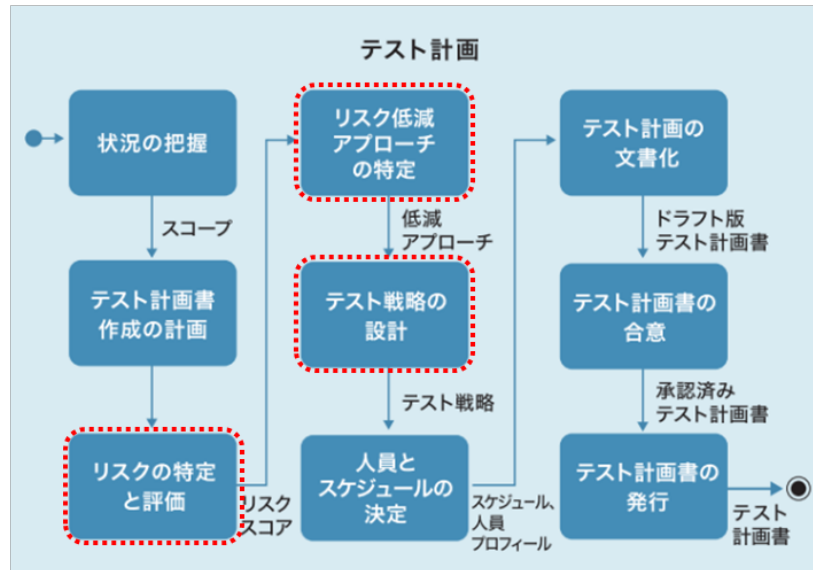 テスト計画
状況の把握
スコープ
テスト計画書
作成の計画
リスクの特定
と評価
リスク
スコア
リスク低減
アプローチ
の特定
低減
アプローチ
テスト戦略の
設計
テスト戦略
人員と
スケジュールの
決定
スケジュール、
人員
プロフィール
テスト計画の
文書化
ドラフト版
テスト計画書
テスト計画書の
合意
承認済み
テスト計画書
テスト計画書の
発行
テスト
計画書